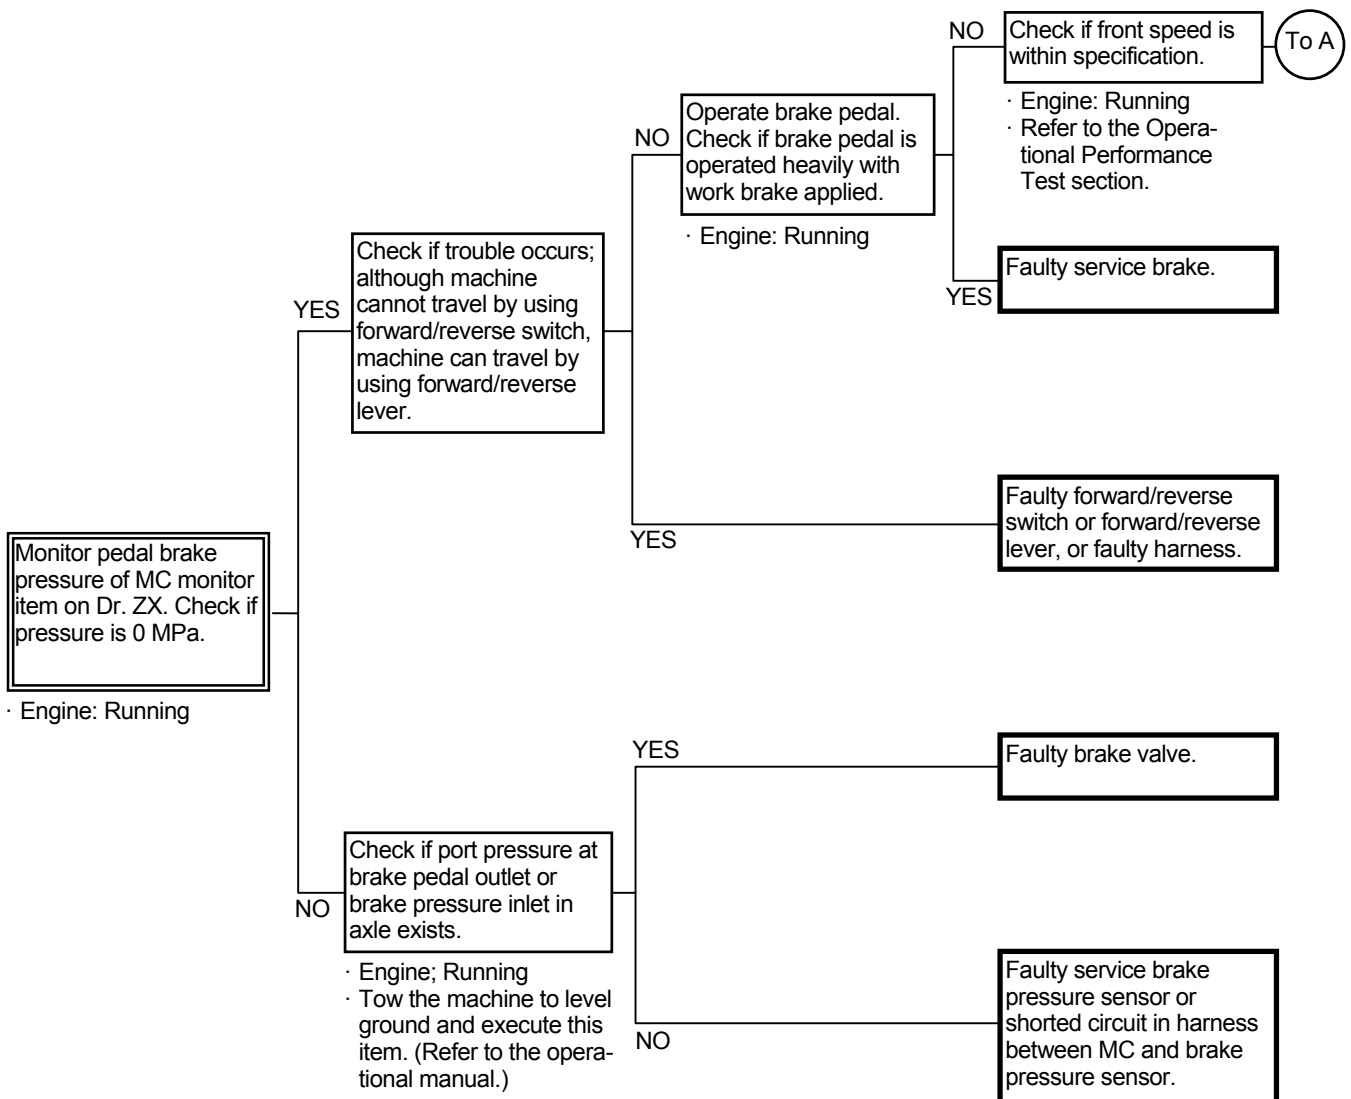 NO
Check if front speed is
within specification.
To A
· Engine: Running
· Refer to the Opera-
tional Performance
Test section.
NO
Operate brake pedal.
Check if brake pedal is
operated heavily with
work brake applied.
· Engine: Running
YES
Faulty service brake.
YES
Check if trouble occurs;
although machine
cannot travel by using
forward/reverse switch,
machine can travel by
using forward/reverse
lever.
YES
Faulty forward/reverse
switch or forward/reverse
lever, or faulty harness.
Monitor pedal brake
pressure of MC monitor
item on Dr. ZX. Check if
pressure is 0 MPa.
· Engine: Running
YES
Faulty brake valve.
NO
Check if port pressure at
brake pedal outlet or
brake pressure inlet in
axle exists.
· Engine; Running
· Tow the machine to level
ground and execute this
item. (Refer to the opera-
tional manual.)
NO
Faulty service brake
pressure sensor or
shorted circuit in harness
between MC and brake
pressure sensor.